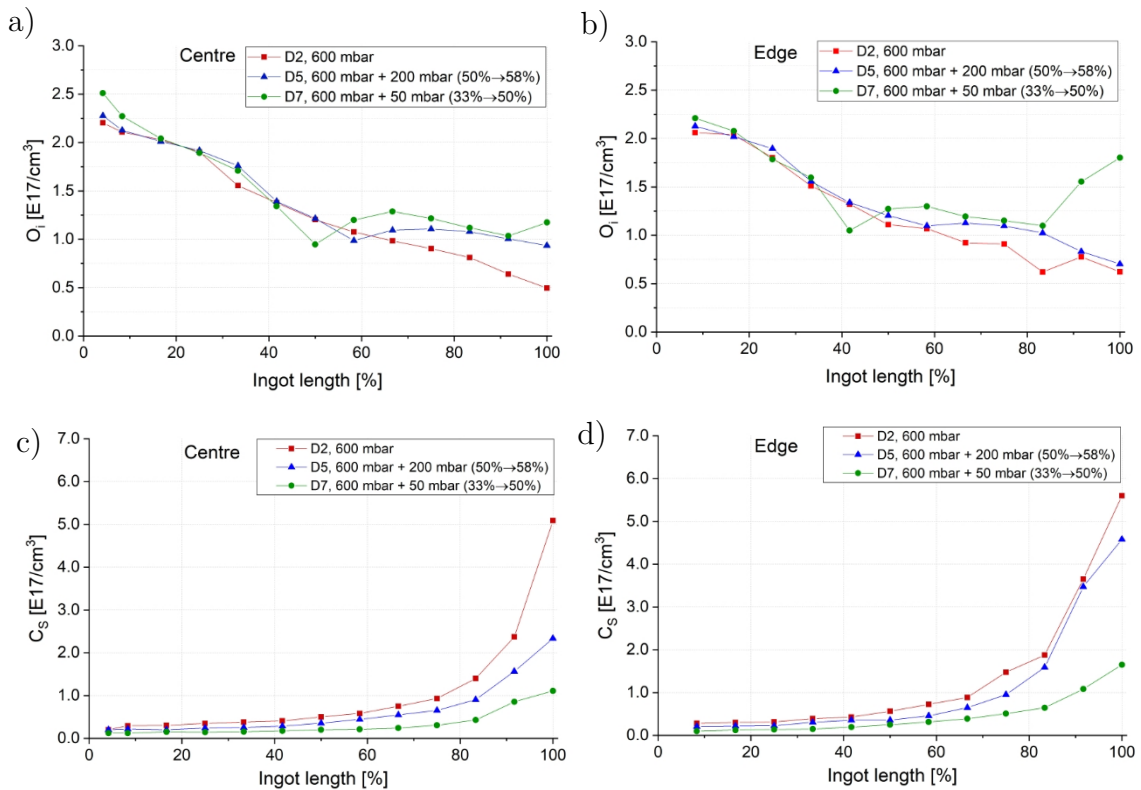 a)
Centre
D2, 600 mbar
D5, 600 mbar + 200 mbar (50%→58%)
D7, 600 mbar + 50 mbar (33%→50%)
Oi [E17/cm³]
3.0
2.5
2.0
1.5
1.0
0.5
0.0
0 20 40 60 80 100
Ingot length [%]
b)
Edge
D2, 600 mbar
D5, 600 mbar + 200 mbar (50%→58%)
D7, 600 mbar + 50 mbar (33%→50%)
Oi [E17/cm³]
3.0
2.5
2.0
1.5
1.0
0.5
0.0
0 20 40 60 80 100
Ingot length [%]
c)
Centre
D2, 600 mbar
D5, 600 mbar + 200 mbar (50%→58%)
D7, 600 mbar + 50 mbar (33%→50%)
CS [E17/cm³]
7.0
6.0
5.0
4.0
3.0
2.0
1.0
0.0
0 20 40 60 80 100
Ingot length [%]
d)
Edge
D2, 600 mbar
D5, 600 mbar + 200 mbar (50%→58%)
D7, 600 mbar + 50 mbar (33%→50%)
CS [E17/cm³]
7.0
6.0
5.0
4.0
3.0
2.0
1.0
0.0
0 20 40 60 80 100
Ingot length [%]